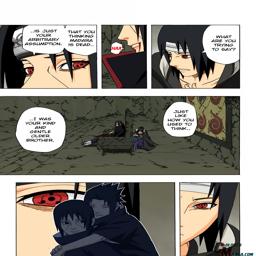 THAT YOU
THINKING
MADARA
IS DEAD...
...IS JUST
YOUR
ARBITRARY
ASSUMPTION.
WHAT
ARE YOU
TRYING
TO SAY?
JUST
LIKE HOW
YOU USED
TO THINK...
...THAT
I WAS
YOUR KIND
AND
GENTLE
OLDER
BROTHER.